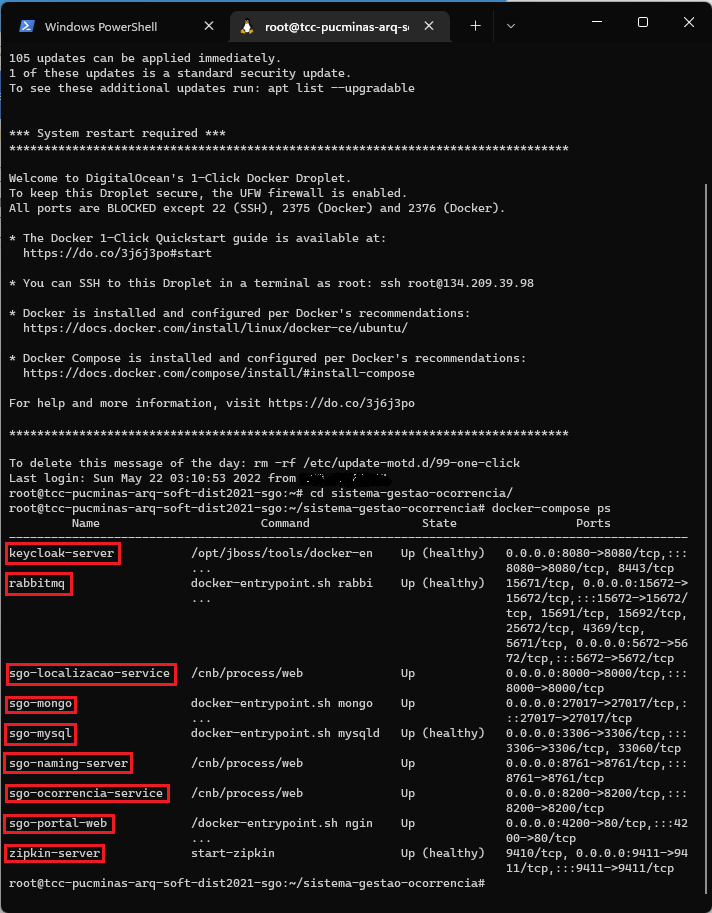 Windows PowerShell
root@tcc-pucminas-arq-s
105 updates can be applied immediately.
1 of these updates is a standard security update.
To see these additional updates run: apt list --upgradable
*** System restart required ***
********************************************************************************
Welcome to DigitalOcean's 1-Click Docker Droplet.
To keep this Droplet secure, the UFW firewall is enabled.
All ports are BLOCKED except 22 (SSH), 2375 (Docker) and 2376 (Docker).
* The Docker 1-Click Quickstart guide is available at:
https://do.co/3j6j3po#start
* You can SSH to this Droplet in a terminal as root: ssh root@134.209.39.98
* Docker is installed and configured per Docker's recommendations:
https://docs.docker.com/install/linux/docker-ce/ubuntu/
* Docker Compose is installed and configured per Docker's recommendations:
https://docs.docker.com/compose/install/#install-compose
For help and more information, visit https://do.co/3j6j3po
********************************************************************************
To delete this message of the day: rm -rf /etc/update-motd.d/99-one-click
Last login: Sun May 22 03:10:53 2022 from
root@tcc-pucminas-arq-soft-dist2021-sgo:~# cd sistema-gestao-ocorrencia/
root@tcc-pucminas-arq-soft-dist2021-sgo:~/sistema-gestao-ocorrencia# docker-compose ps
Name Command State Ports
keycloak-server /opt/jboss/tools/docker-en Up (healthy) 0.0.0.0:8080->8080/tcp,:::
... 8080->8080/tcp, 8443/tcp
rabbitmq docker-entrypoint.sh rabbi Up (healthy) 15671/tcp, 0.0.0.0:15672->
... 15672/tcp,:::15672->15672/
tcp, 15691/tcp, 15692/tcp,
25672/tcp, 4369/tcp,
5671/tcp, 0.0.0.0:5672->56
72/tcp,:::5672->5672/tcp
sgo-localizacao-service /cnb/process/web Up 0.0.0.0:8000->8000/tcp,:::
8000->8000/tcp
sgo-mongo docker-entrypoint.sh mongo Up 0.0.0.0:27017->27017/tcp,:
... ::27017->27017/tcp
sgo-mysql docker-entrypoint.sh mysqld Up (healthy) 0.0.0.0:3306->3306/tcp,:::
3306->3306/tcp, 33060/tcp
sgo-naming-server /cnb/process/web Up 0.0.0.0:8761->8761/tcp,:::
8761->8761/tcp
sgo-ocorrencia-service /cnb/process/web Up 0.0.0.0:8200->8200/tcp,:::
8200->8200/tcp
sgo-portal-web /docker-entrypoint.sh ngin Up 0.0.0.0:4200->80/tcp,:::42
... 00->80/tcp
zipkin-server start-zipkin Up (healthy) 9410/tcp, 0.0.0.0:9411->94
11/tcp,:::9411->9411/tcp
root@tcc-pucminas-arq-soft-dist2021-sgo:~/sistema-gestao-ocorrencia#